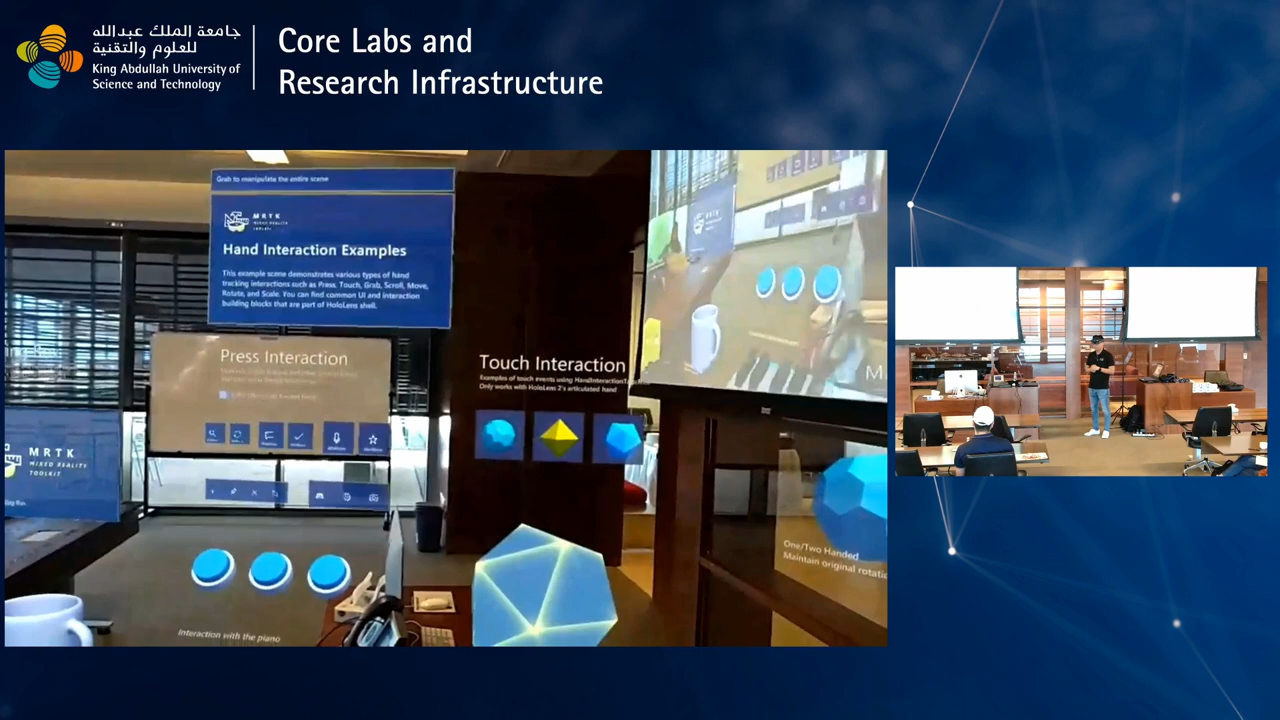 جامعة الملك عبدالله
للعلوم والتقنية
King Abdullah University of
Science and Technology
Core Labs and
Research Infrastructure
Grab to manipulate the entire scene
MRTK
MIXED REALITY
TOOLKIT
Hand Interaction Examples
This example scene demonstrates various types of hand
tracking interactions such as Press, Touch, Grab, Scroll, Move,
Rotate, and Scale. You can find common UI and interaction
building blocks that are part of HoloLens shell.
Press Interaction
Touch Interaction
Examples of touch events using
Only works with HoloLens 2's articulated hand
MRTK
MIXED REALITY
TOOLKIT
MRTK
M
One/Two Handed
Maintain original
Interaction with the piano